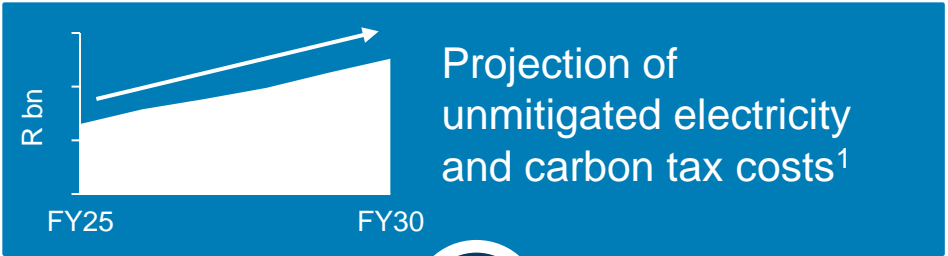 R bn
FY25
FY30
Projection of
unmitigated electricity
and carbon tax costs¹